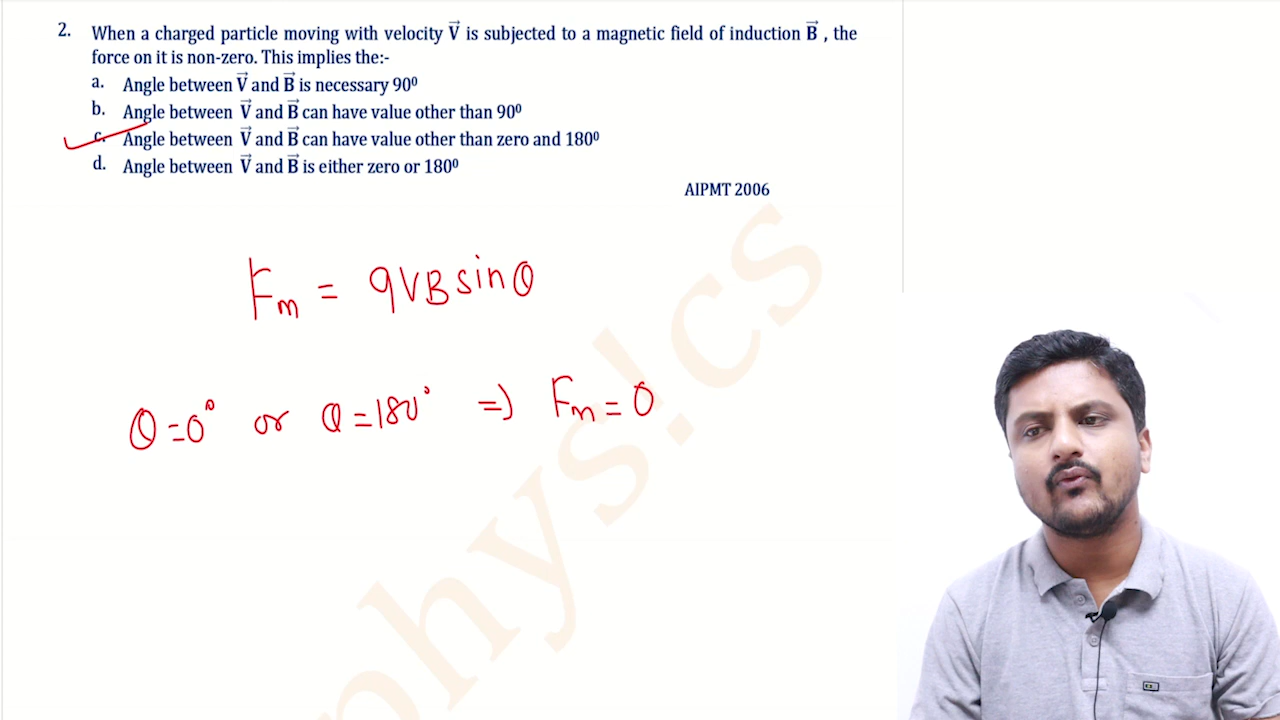 2. When a charged particle moving with velocity V⃗ is subjected to a magnetic field of induction B⃗ , the
force on it is non-zero. This implies the:-
a. Angle between V⃗ and B⃗ is necessary 90⁰
b. Angle between V⃗ and B⃗ can have value other than 90⁰
c. Angle between V⃗ and B⃗ can have value other than zero and 180⁰
d. Angle between V⃗ and B⃗ is either zero or 180⁰
AIPMT 2006
Fm = qVB sinθ
θ=0° or θ=180° => Fm=0
phys!cs